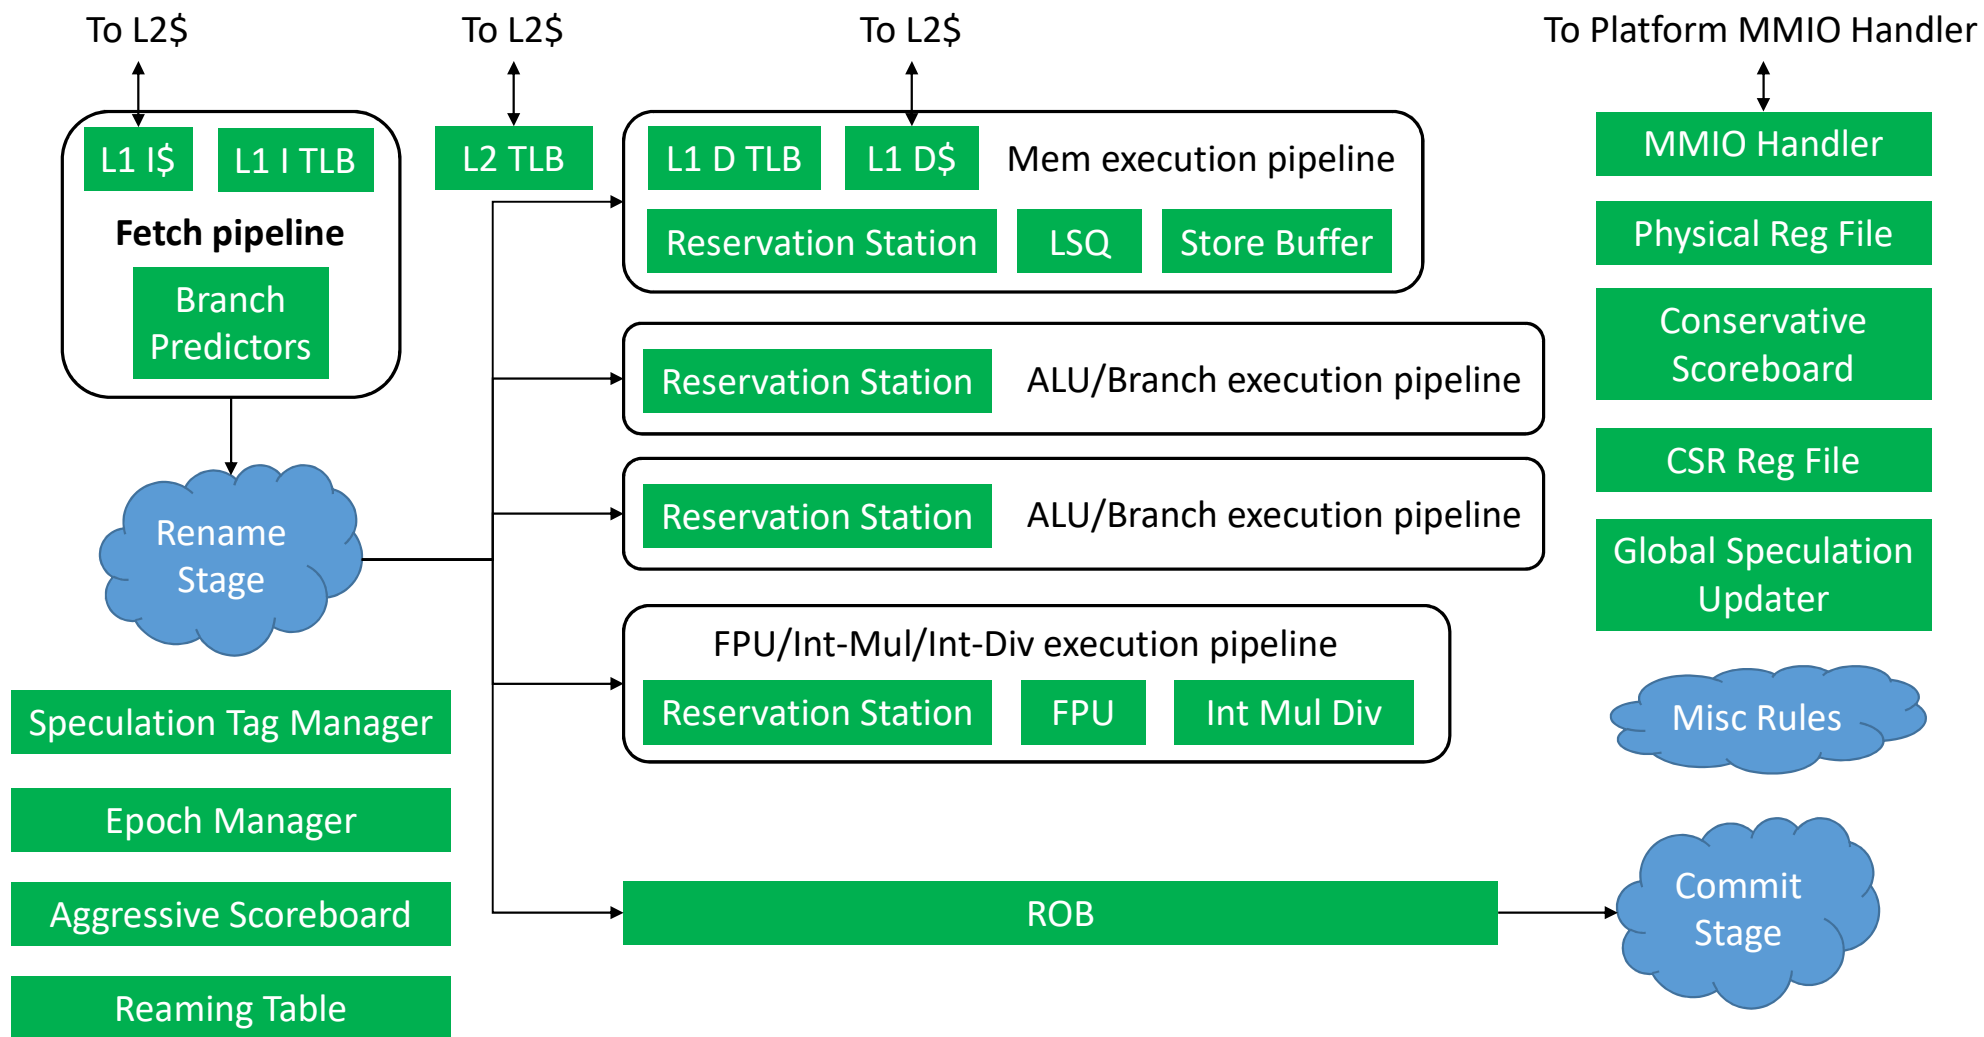 To L2$
To L2$
To L2$
To Platform MMIO Handler
L1 I$
L1 I TLB
Fetch pipeline
Branch
Predictors
L2 TLB
L1 D TLB
L1 D$
Mem execution pipeline
Reservation Station
LSQ
Store Buffer
Reservation Station
ALU/Branch execution pipeline
Reservation Station
ALU/Branch execution pipeline
FPU/Int-Mul/Int-Div execution pipeline
Reservation Station
FPU
Int Mul Div
ROB
Rename
Stage
Speculation Tag Manager
Epoch Manager
Aggressive Scoreboard
Reaming Table
MMIO Handler
Physical Reg File
Conservative
Scoreboard
CSR Reg File
Global Speculation
Updater
Misc Rules
Commit
Stage